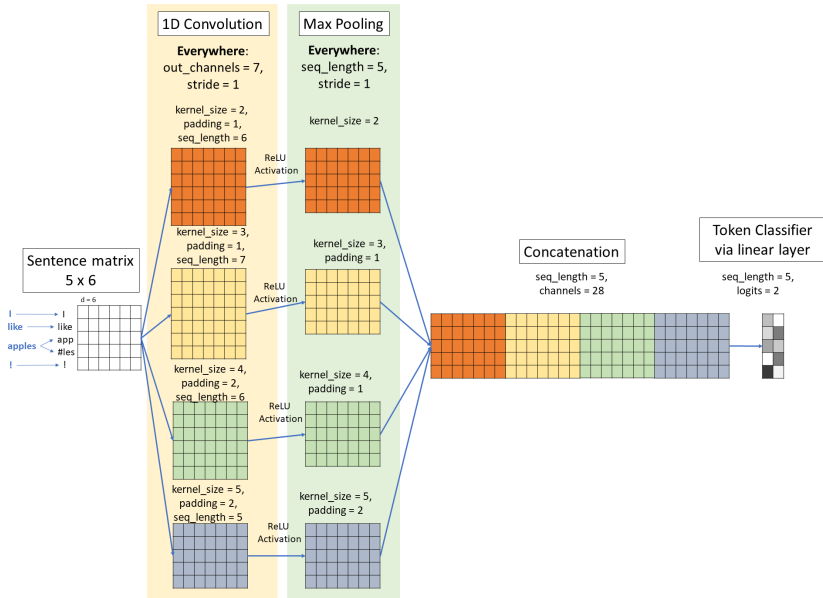 1D Convolution
Everywhere:
out_channels = 7,
stride = 1
Max Pooling
Everywhere:
seq_length = 5,
stride = 1
kernel_size = 2,
padding = 1,
seq_length = 6
ReLU
Activation
kernel_size = 2
kernel_size = 3,
padding = 1,
seq_length = 7
ReLU
Activation
kernel_size = 3,
padding = 1
kernel_size = 4,
padding = 2,
seq_length = 6
ReLU
Activation
kernel_size = 4,
padding = 1
kernel_size = 5,
padding = 2,
seq_length = 5
ReLU
Activation
kernel_size = 5,
padding = 2
Sentence matrix
5 x 6
d = 6
I I
like like
apples app
#les
! !
Concatenation
seq_length = 5,
channels = 28
Token Classifier
via linear layer
seq_length = 5,
logits = 2